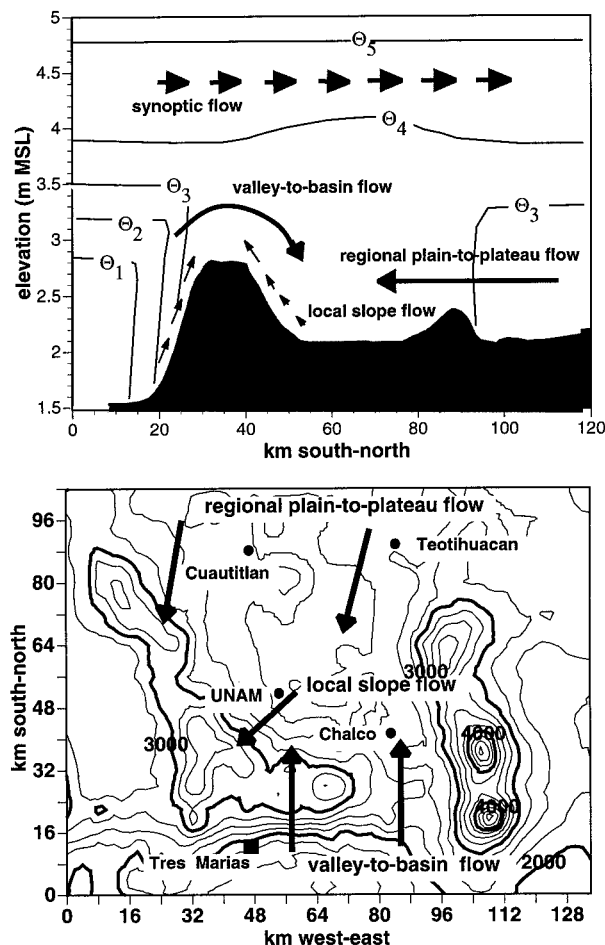 5
4.5
4
3.5
3
2.5
2
1.5
elevation (m MSL)
Θ5
synoptic flow
Θ4
valley-to-basin flow
Θ3
Θ3
Θ2
Θ1
regional plain-to-plateau flow
local slope flow
0 20 40 60 80 100 120
km south-north
96
80
64
48
32
16
0
km south-north
regional plain-to-plateau flow
Cuautitlan
Teotihuacan
3000
UNAM
local slope flow
3000
Chalco
4000
4000
Tres Marias
valley-to-basin flow
2000
0 16 32 48 64 80 96 112 128
km west-east